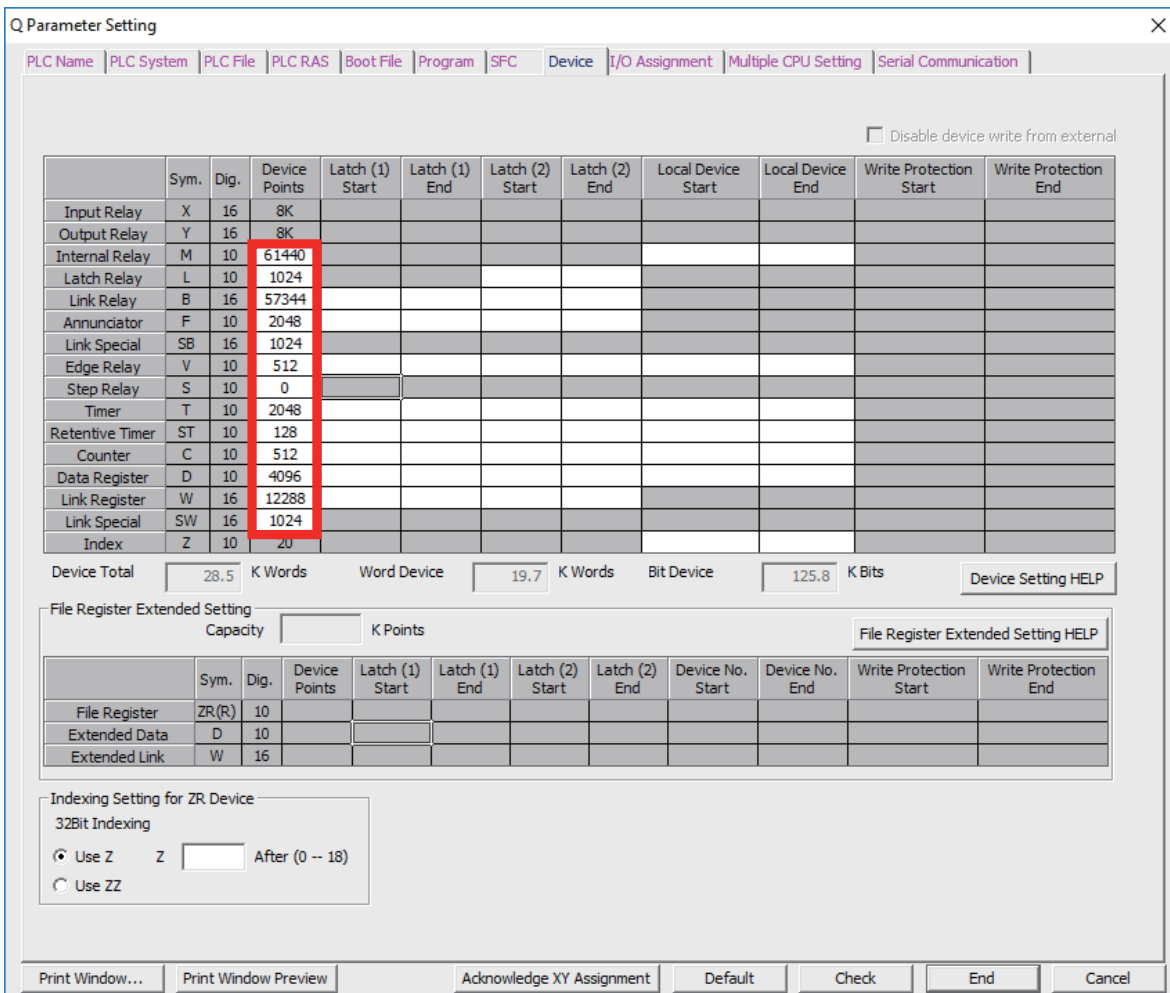 Q Parameter Setting
PLC Name PLC System PLC File PLC RAS Boot File Program SFC Device I/O Assignment Multiple CPU Setting Serial Communication
Disable device write from external
Sym. Dig. Device Points Latch (1) Start Latch (1) End Latch (2) Start Latch (2) End Local Device Start Local Device End Write Protection Start Write Protection End
Input Relay X 16 8K
Output Relay Y 16 8K
Internal Relay M 10 61440
Latch Relay L 10 1024
Link Relay B 16 57344
Annunciator F 10 2048
Link Special SB 16 1024
Edge Relay V 10 512
Step Relay S 10 0
Timer T 10 2048
Retentive Timer ST 10 128
Counter C 10 512
Data Register D 10 4096
Link Register W 16 12288
Link Special SW 16 1024
Index Z 10 20
Device Total 28.5 K Words Word Device 19.7 K Words Bit Device 125.8 K Bits Device Setting HELP
File Register Extended Setting
Capacity K Points File Register Extended Setting HELP
Sym. Dig. Device Points Latch (1) Start Latch (1) End Latch (2) Start Latch (2) End Device No. Start Device No. End Write Protection Start Write Protection End
File Register ZR(R) 10
Extended Data D 10
Extended Link W 16
Indexing Setting for ZR Device
32Bit Indexing
Use Z Z After (0 -- 18)
Use ZZ
Print Window... Print Window Preview Acknowledge XY Assignment Default Check End Cancel